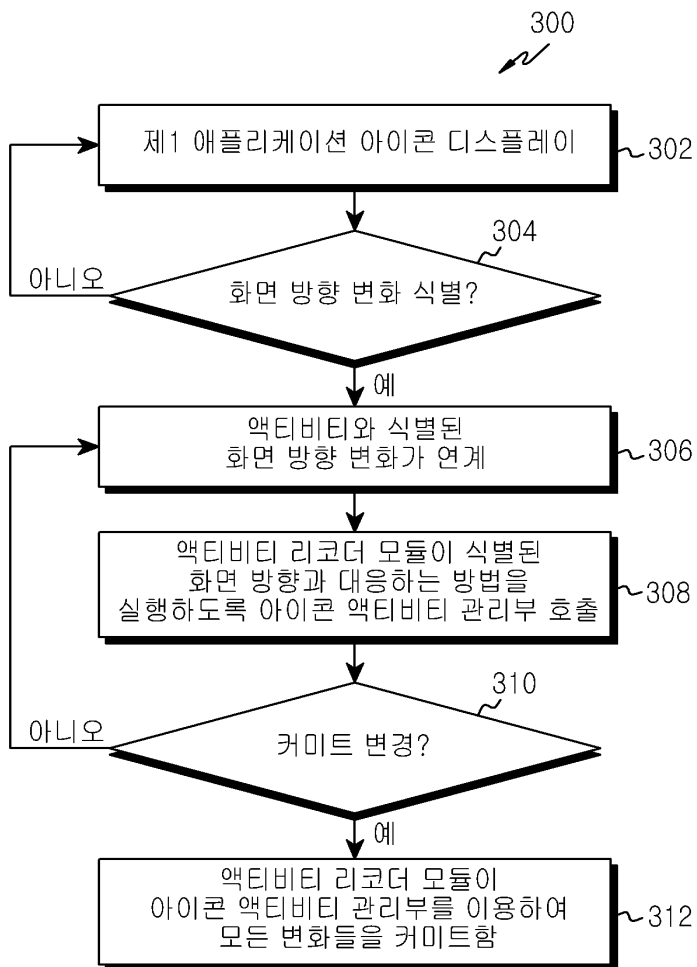 300
제1 애플리케이션 아이콘 디스플레이
302
304
화면 방향 변화 식별?
아니오
예
액티비티와 식별된
화면 방향 변화가 연계
306
액티비티 리코더 모듈이 식별된
화면 방향과 대응하는 방법을
실행하도록 아이콘 액티비티 관리부 호출
308
310
커미트 변경?
아니오
예
액티비티 리코더 모듈이
아이콘 액티비티 관리부를 이용하여
모든 변화들을 커미트함
312